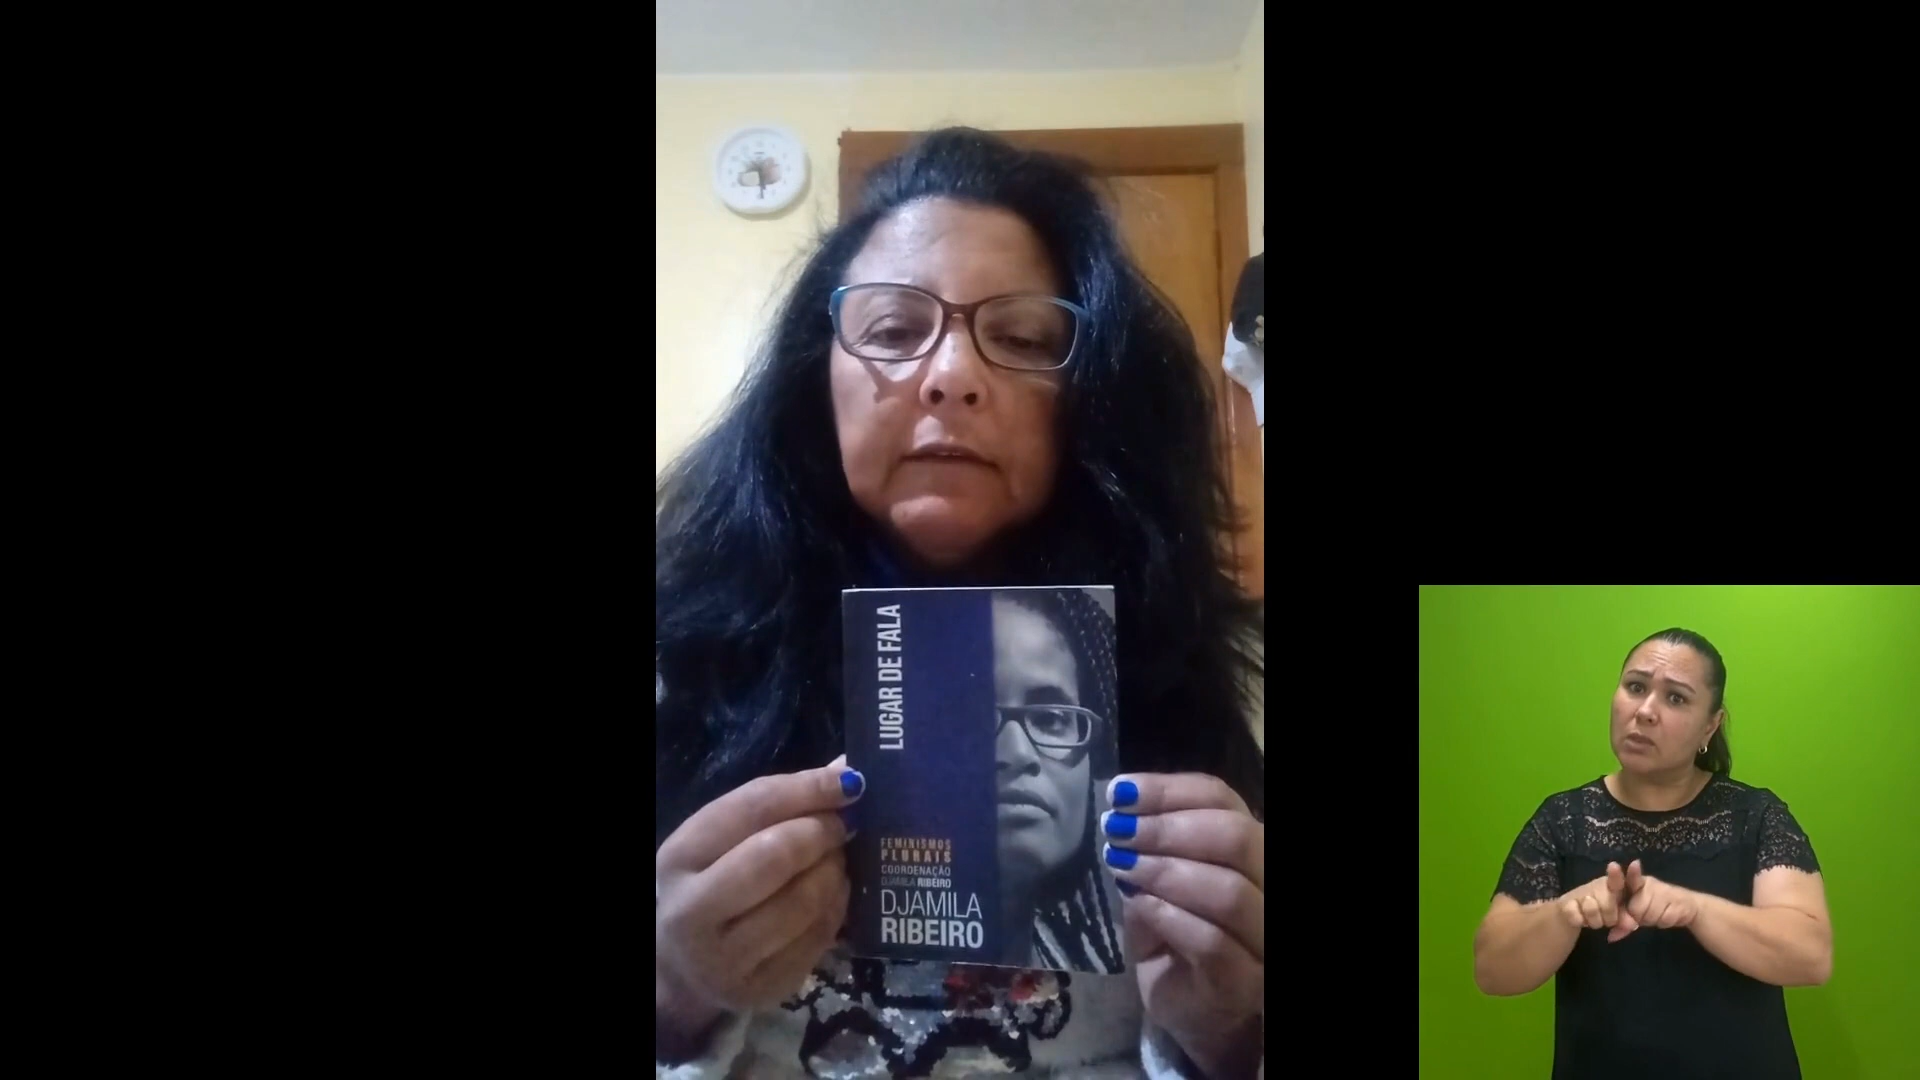 LUGAR DE FALA
FEMINISMOS
PLURAIS
COORDENAÇÃO
DJAMILA RIBEIRO
DJAMILA
RIBEIRO